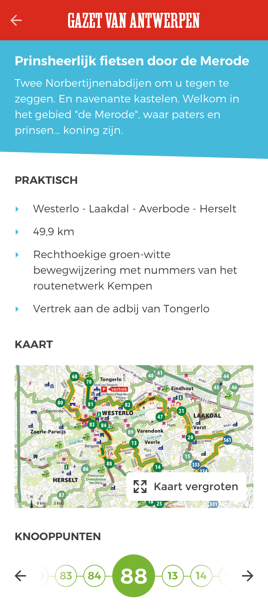 GAZET VAN ANTWERPEN
Prinsheerlijk fietsen door de Merode
Twee Norbertijnenabdijen om u tegen te
zeggen. En navenante kastelen. Welkom in
het gebied "de Merode", waar paters en
prinsen... koning zijn.
PRAKTISCH
Westerlo - Laakdal - Averbode - Herselt
49,9 km
Rechthoekige groen-witte
bewegwijzering met nummers van het
routenetwerk Kempen
Vertrek aan de adbij van Tongerlo
KAART
Tongerlo
vertrek
Eindhout
WESTERLO
LAAKDAL
Zoerle-Parwijs
Varendonk
Vorst
Veerle
HERSELT
Kaart vergroten
KNOOPPUNTEN
83 84 88 13 14